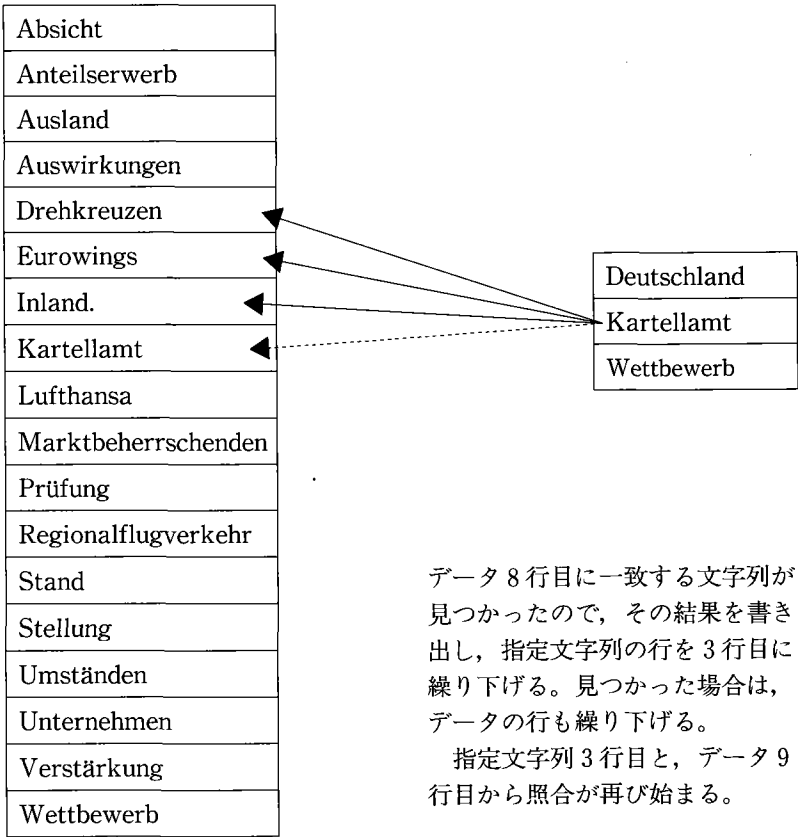 Absicht
Anteilserwerb
Ausland
Auswirkungen
Drehkreuzen
Eurowings
Inland.
Kartellamt
Lufthansa
Marktbeherrschenden
Prüfung
Regionalflugverkehr
Stand
Stellung
Umständen
Unternehmen
Verstärkung
Wettbewerb
Deutschland
Kartellamt
Wettbewerb
データ8行目に一致する文字列が
見つかったので，その結果を書き
出し，指定文字列の行を3行目に
繰り下げる。見つかった場合は，
データの行も繰り下げる。
指定文字列3行目と，データ9
行目から照合が再び始まる。